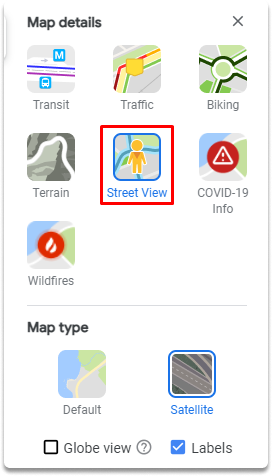 Map details
M
Transit
Traffic
Biking
Terrain
Street View
COVID-19
Info
Wildfires
Map type
Default
Satellite
Globe view ?
Labels